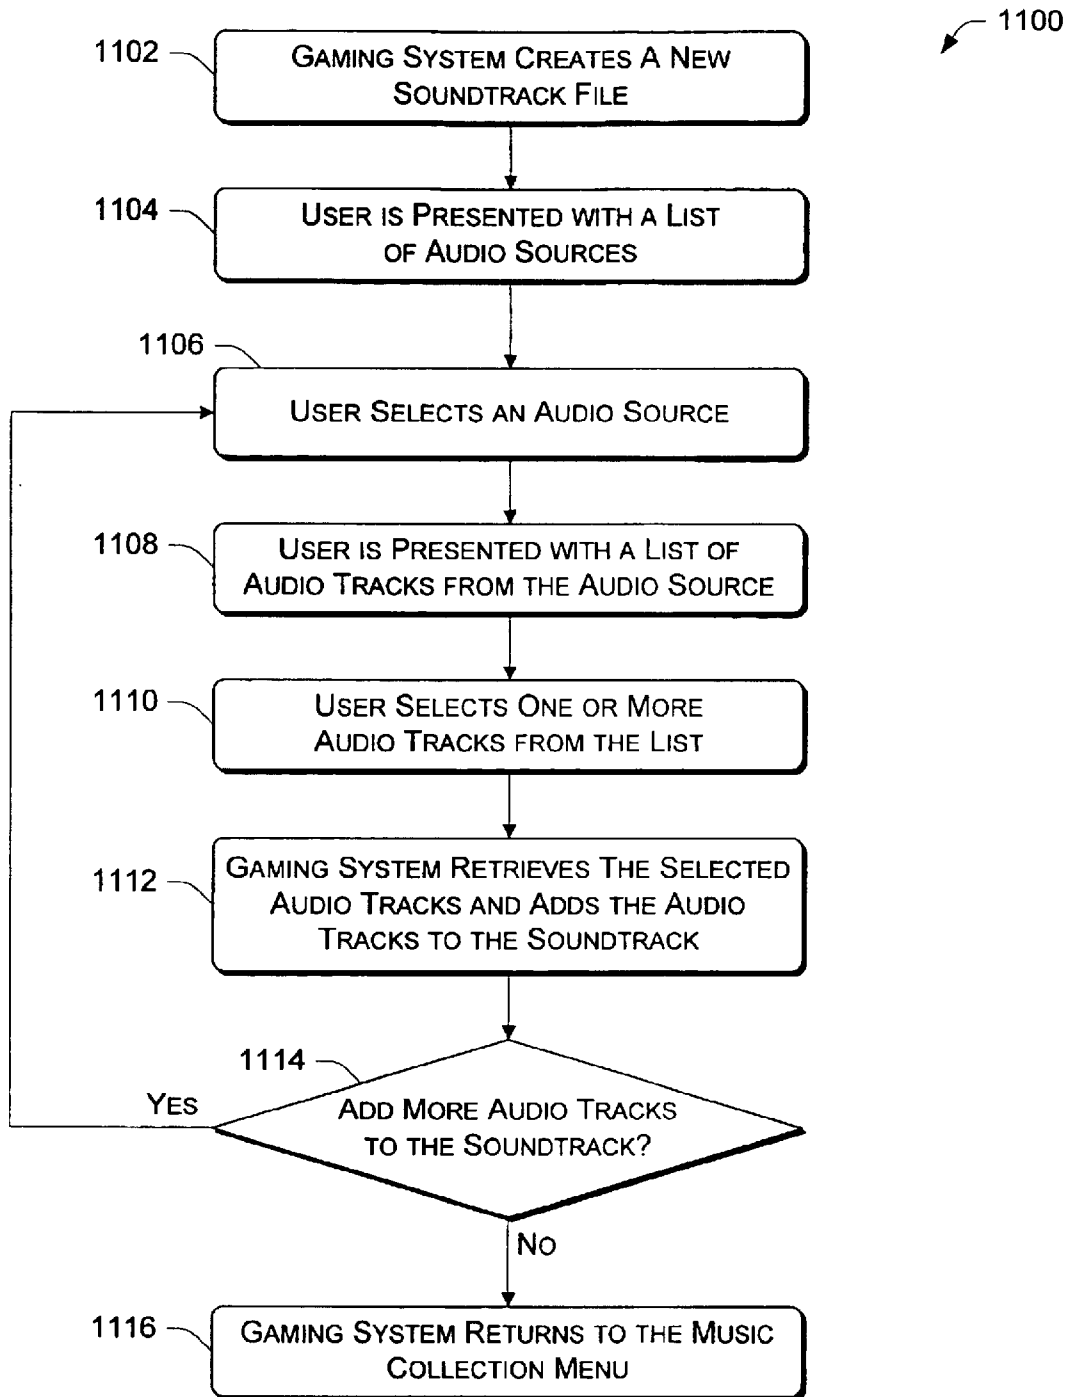 1100
1102
GAMING SYSTEM CREATES A NEW
SOUNDTRACK FILE
1104
USER IS PRESENTED WITH A LIST
OF AUDIO SOURCES
1106
USER SELECTS AN AUDIO SOURCE
1108
USER IS PRESENTED WITH A LIST OF
AUDIO TRACKS FROM THE AUDIO SOURCE
1110
USER SELECTS ONE OR MORE
AUDIO TRACKS FROM THE LIST
1112
GAMING SYSTEM RETRIEVES THE SELECTED
AUDIO TRACKS AND ADDS THE AUDIO
TRACKS TO THE SOUNDTRACK
1114
YES
ADD MORE AUDIO TRACKS
TO THE SOUNDTRACK?
NO
1116
GAMING SYSTEM RETURNS TO THE MUSIC
COLLECTION MENU